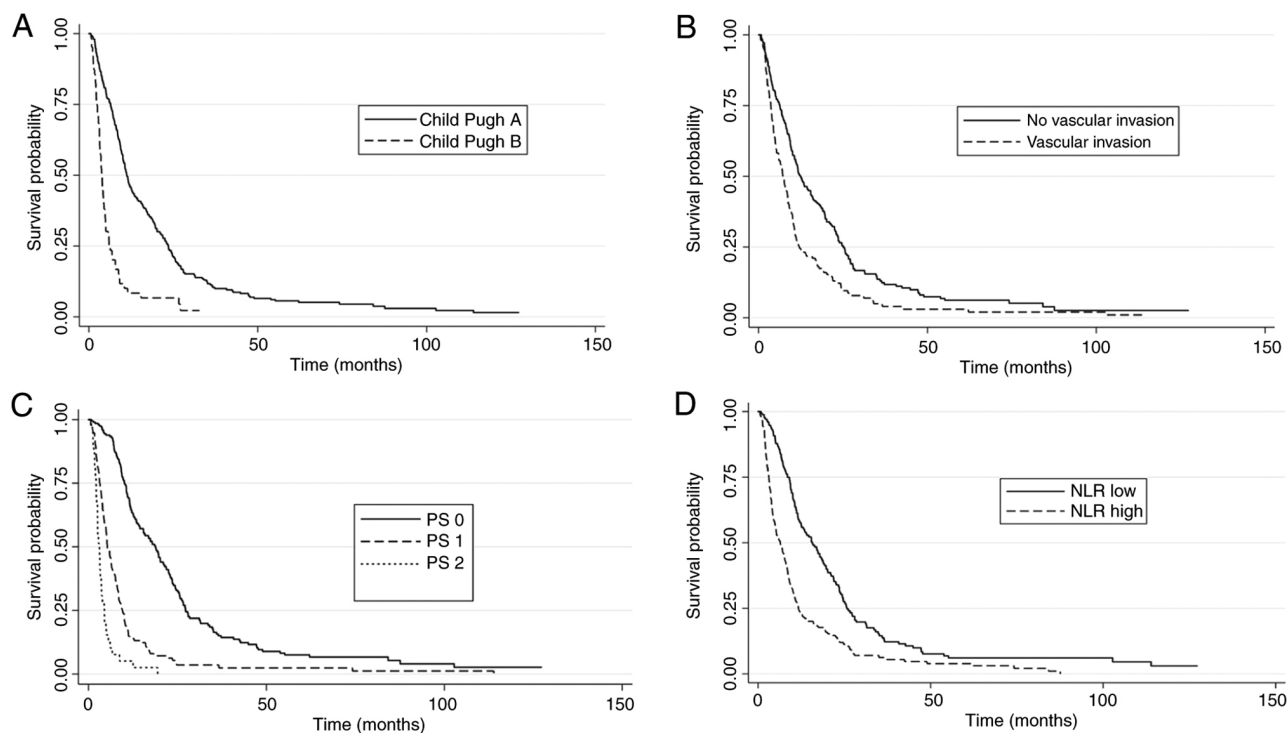 A
Survival probability
1.00
0.75
0.50
0.25
0.00
Child Pugh A
Child Pugh B
0 50 100 150
Time (months)
B
Survival probability
1.00
0.75
0.50
0.25
0.00
No vascular invasion
Vascular invasion
0 50 100 150
Time (months)
C
Survival probability
1.00
0.75
0.50
0.25
0.00
PS 0
PS 1
PS 2
0 50 100 150
Time (months)
D
Survival probability
1.00
0.75
0.50
0.25
0.00
NLR low
NLR high
0 50 100 150
Time (months)